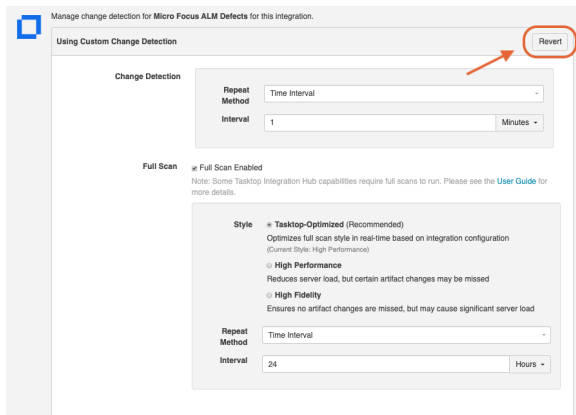 Manage change detection for Micro Focus ALM Defects for this integration.
Using Custom Change Detection
Revert
Change Detection
Repeat Method
Time Interval
Interval
1
Minutes
Full Scan
Full Scan Enabled
Note: Some Tasktop Integration Hub capabilities require full scans to run. Please see the User Guide for
more details.
Style
Tasktop-Optimized (Recommended)
Optimizes full scan style in real-time based on integration configuration
(Current Style: High Performance)
High Performance
Reduces server load, but certain artifact changes may be missed
High Fidelity
Ensures no artifact changes are missed, but may cause significant server load
Repeat Method
Time Interval
Interval
24
Hours